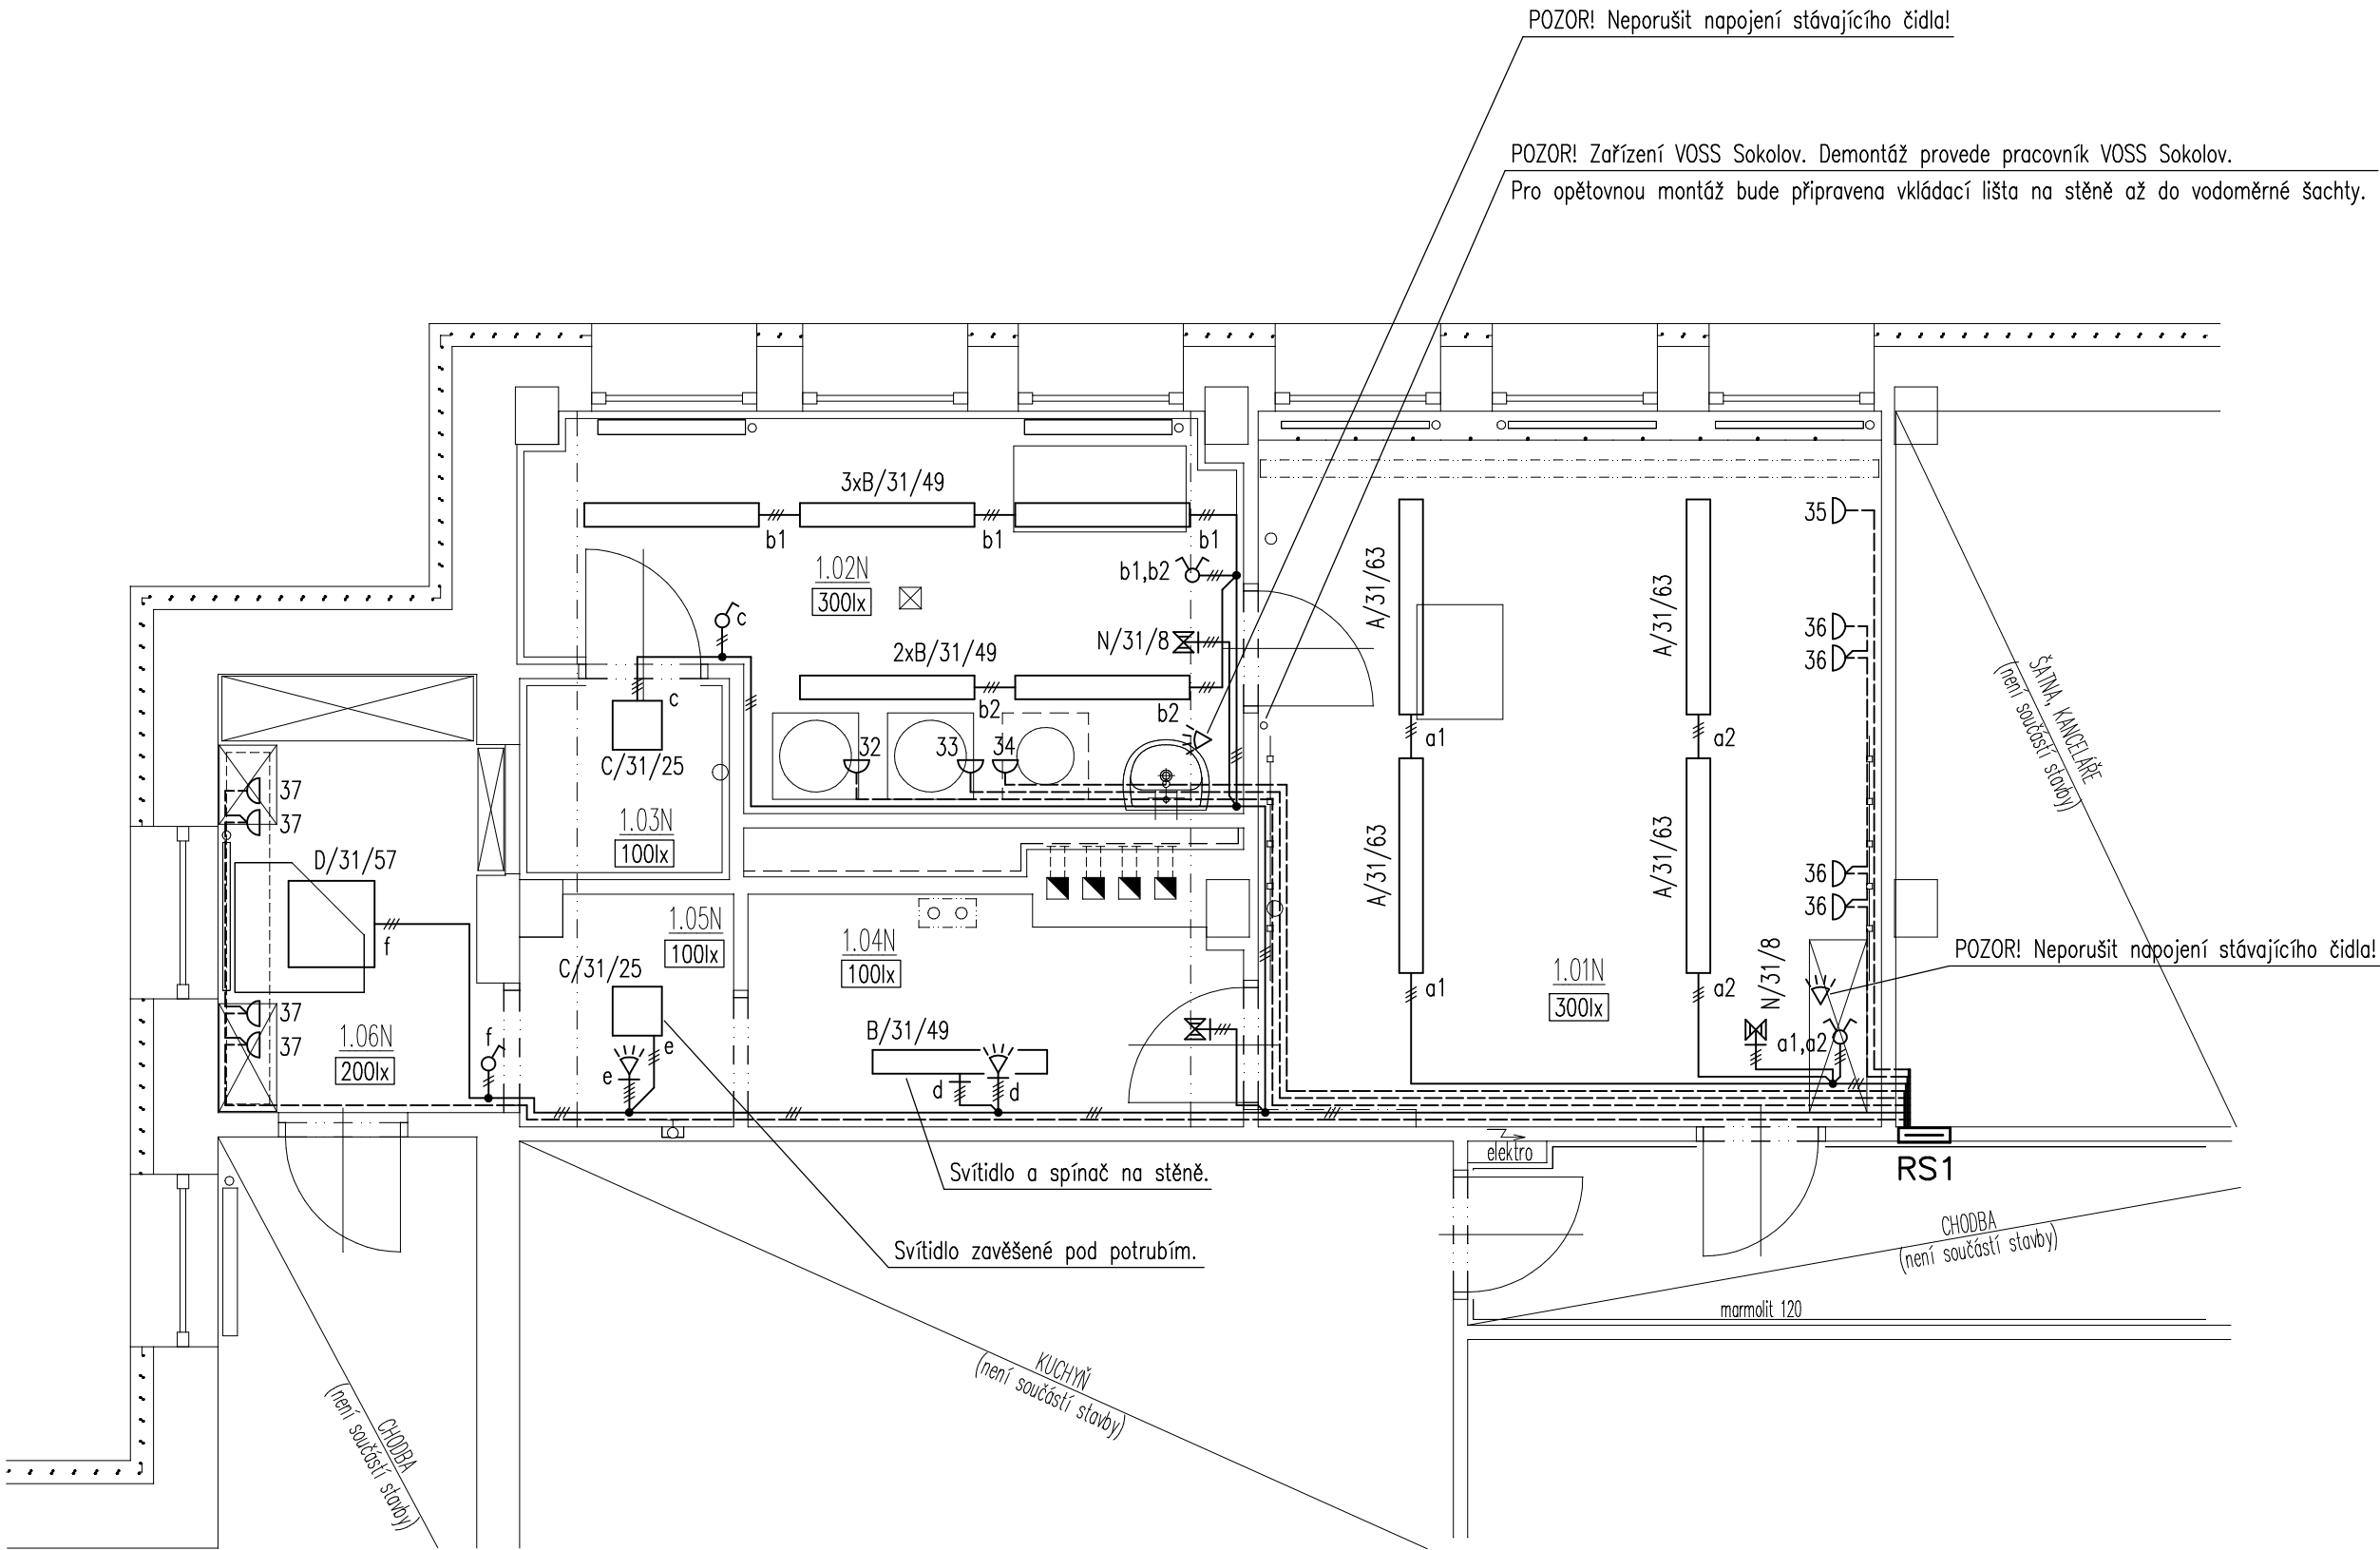 POZOR! Neporušit napojení stávajícího čidla!
POZOR! Zařízení VOSS Sokolov. Demontáž provede pracovník VOSS Sokolov.
Pro opětovnou montáž bude připravena vkládací lišta na stěně až do vodoměrné šachty.
3xB/31/49
b1
b1
b1
35
1.02N
300lx
b1,b2
A/31/63
A/31/63
36
36
c
N/31/8
2xB/31/49
c
b2
b2
a1
a2
ŠATNA, KANCELÁŘE
(není součástí stavby)
C/31/25
32
33
34
37
37
1.03N
100lx
D/31/57
f
A/31/63
A/31/63
36
36
1.05N
100lx
1.04N
100lx
C/31/25
N/31/8
POZOR! Neporušit napojení stávajícího čidla!
1.01N
300lx
a1
a2
37
37
1.06N
200lx
f
e
e
B/31/49
d
d
a1,a2
elektro
RS1
Svítidlo a spínač na stěně.
Svítidlo zavěšené pod potrubím.
CHODBA
(není součástí stavby)
marmolit 120
KUCHYŇ
(není součástí stavby)
CHODBA
(není součástí stavby)